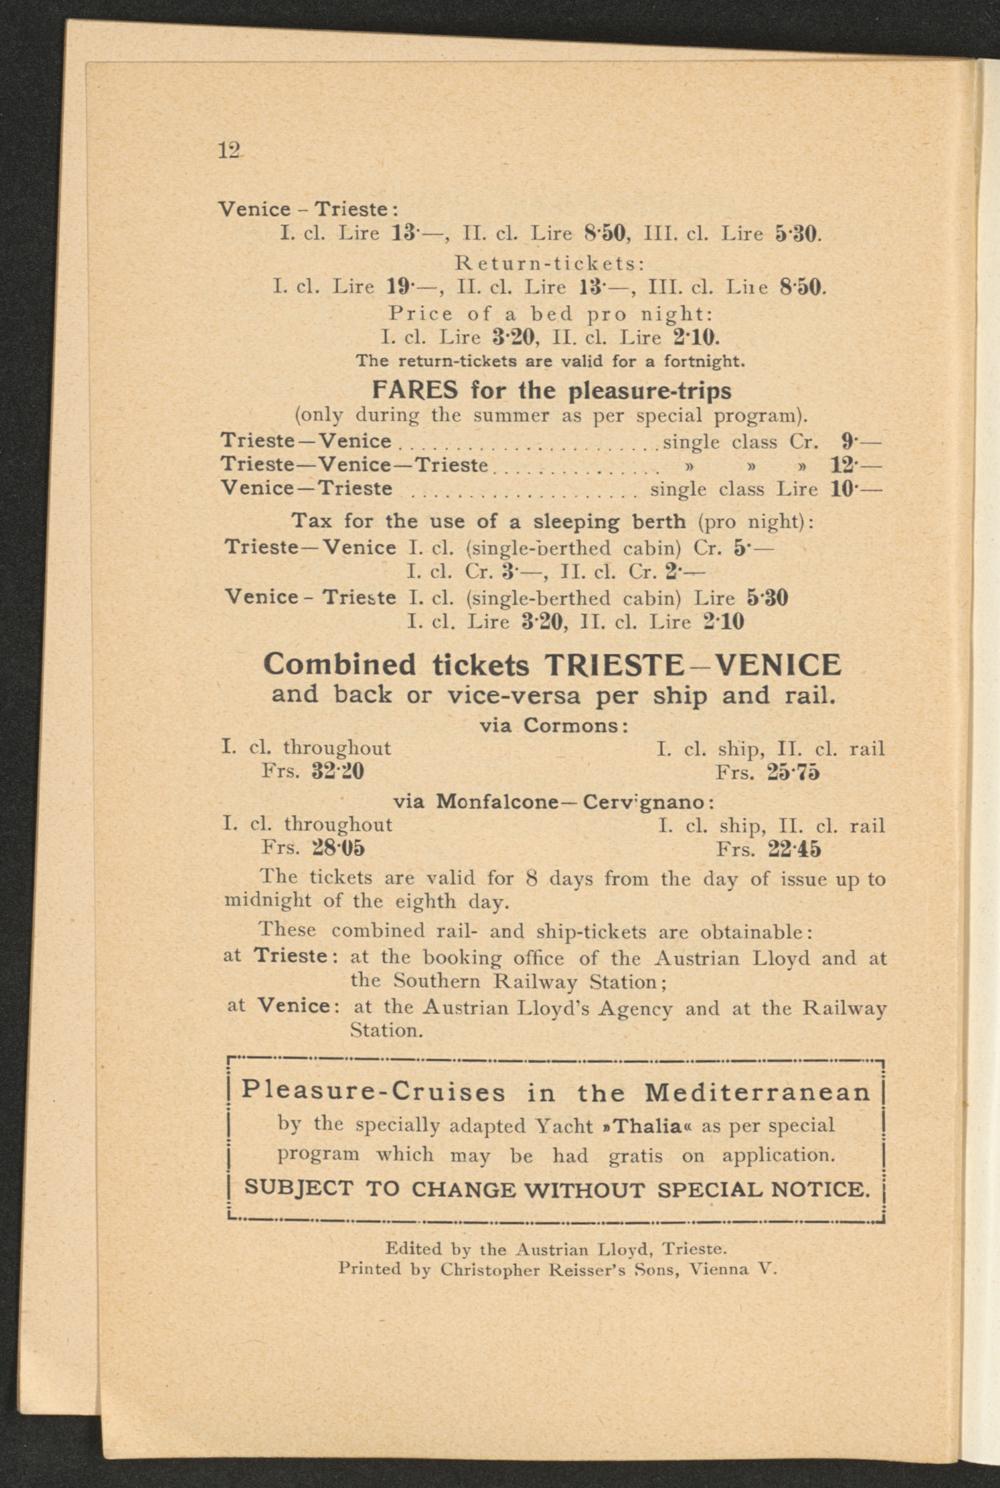 12
Venice – Trieste:
I. cl. Lire 13·—, II. cl. Lire 8·50, III. cl. Lire 5·30.
Return-tickets:
I. cl. Lire 19·—, II. cl. Lire 13·—, III. cl. Lire 8·50.
Price of a bed pro night:
I. cl. Lire 3·20, II. cl. Lire 2·10.
The return-tickets are valid for a fortnight.
FARES for the pleasure-trips
(only during the summer as per special program).
Trieste—Venice . . . . . . . . . . . . . . . . . . . . . . single class Cr. 9·—
Trieste—Venice—Trieste . . . . . . . . . . . . . . . » » » 12·—
Venice—Trieste . . . . . . . . . . . . . . . . . . . . single class Lire 10·—
Tax for the use of a sleeping berth (pro night):
Trieste—Venice I. cl. (single-berthed cabin) Cr. 5·—
I. cl. Cr. 3·—, II. cl. Cr. 2·—
Venice – Trieste I. cl. (single-berthed cabin) Lire 5·30
I. cl. Lire 3·20, II. cl. Lire 2·10
Combined tickets TRIESTE—VENICE
and back or vice-versa per ship and rail.
via Cormons:
I. cl. throughout I. cl. ship, II. cl. rail
Frs. 32·20 Frs. 25·75
via Monfalcone—Cervignano:
I. cl. throughout I. cl. ship, II. cl. rail
Frs. 28·05 Frs. 22·45
The tickets are valid for 8 days from the day of issue up to
midnight of the eighth day.
These combined rail- and ship-tickets are obtainable:
at Trieste: at the booking office of the Austrian Lloyd and at
the Southern Railway Station;
at Venice: at the Austrian Lloyd's Agency and at the Railway
Station.
Pleasure-Cruises in the Mediterranean
by the specially adapted Yacht »Thalia« as per special
program which may be had gratis on application.
SUBJECT TO CHANGE WITHOUT SPECIAL NOTICE.
Edited by the Austrian Lloyd, Trieste.
Printed by Christopher Reisser's Sons, Vienna V.